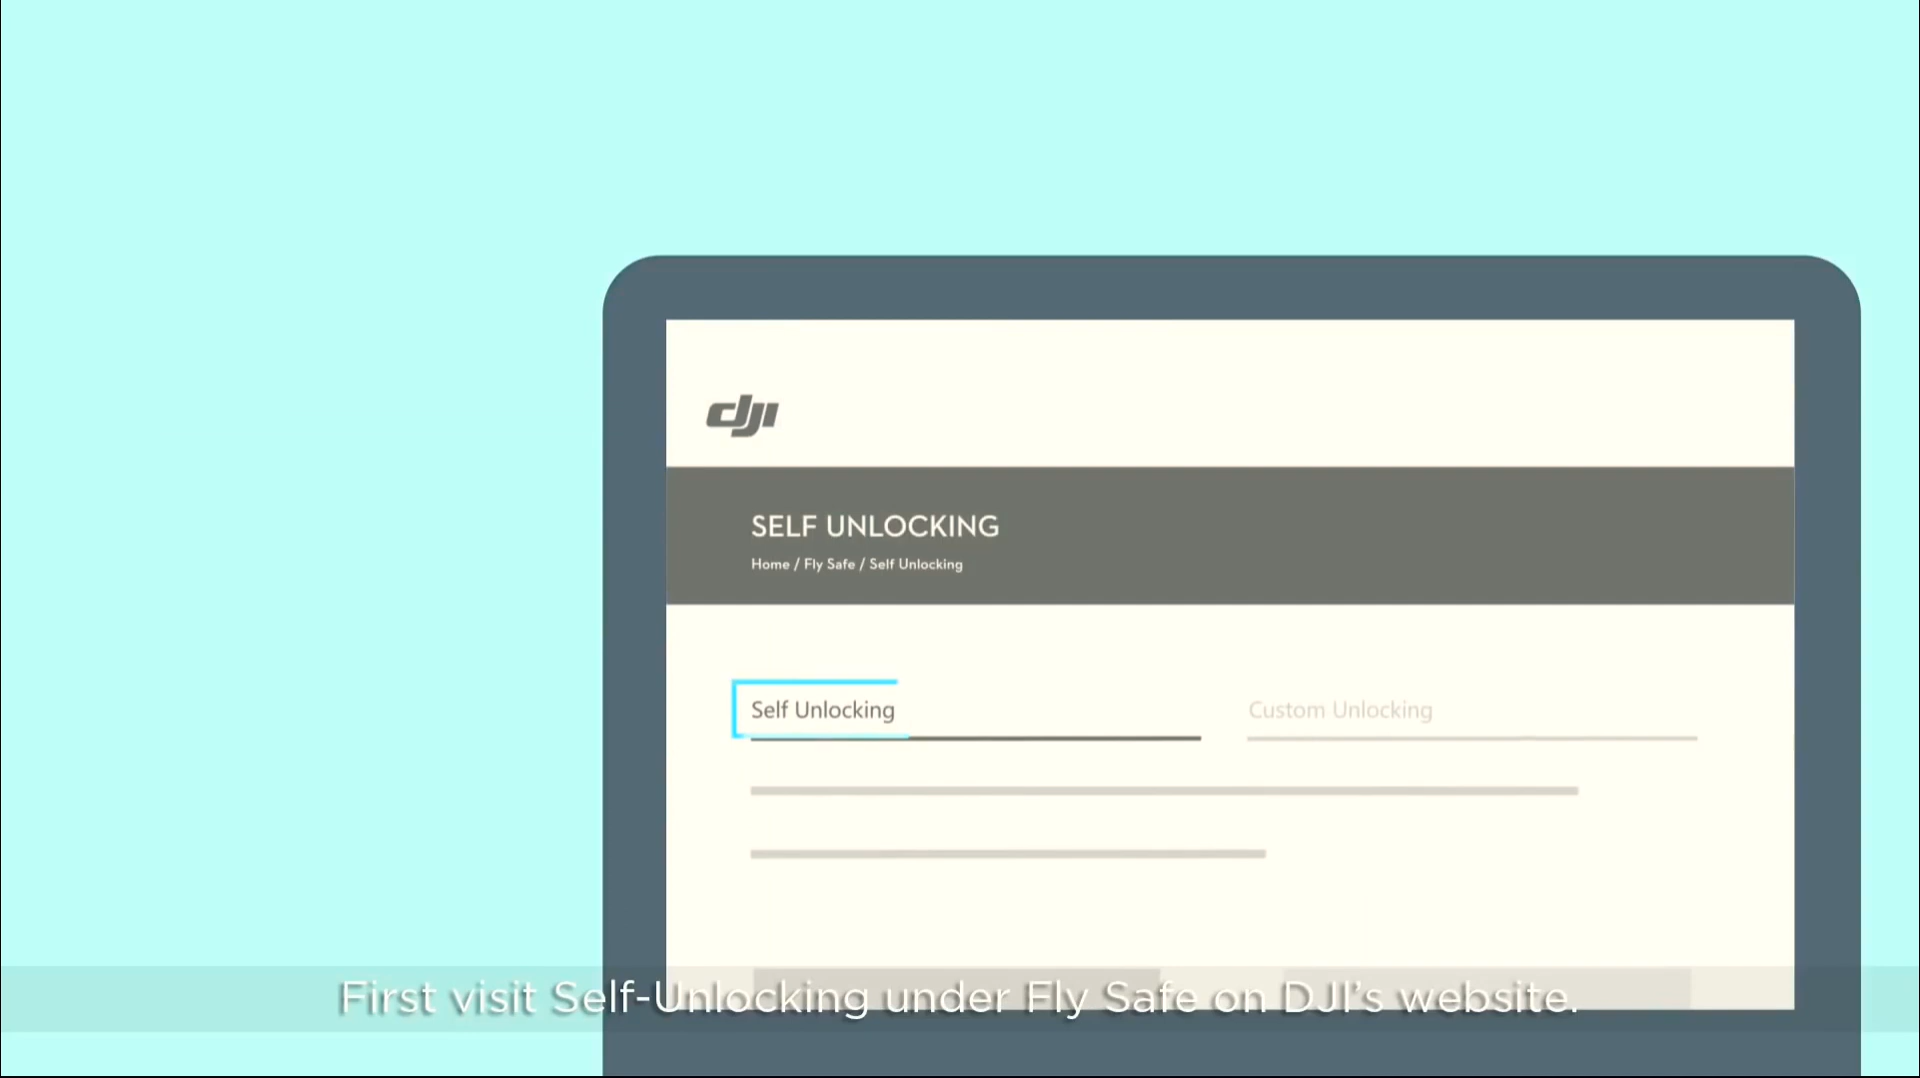 dji
SELF UNLOCKING
Home / Fly Safe / Self Unlocking
Self Unlocking
Custom Unlocking
First visit Self-Unlocking under Fly Safe on DJI's website.